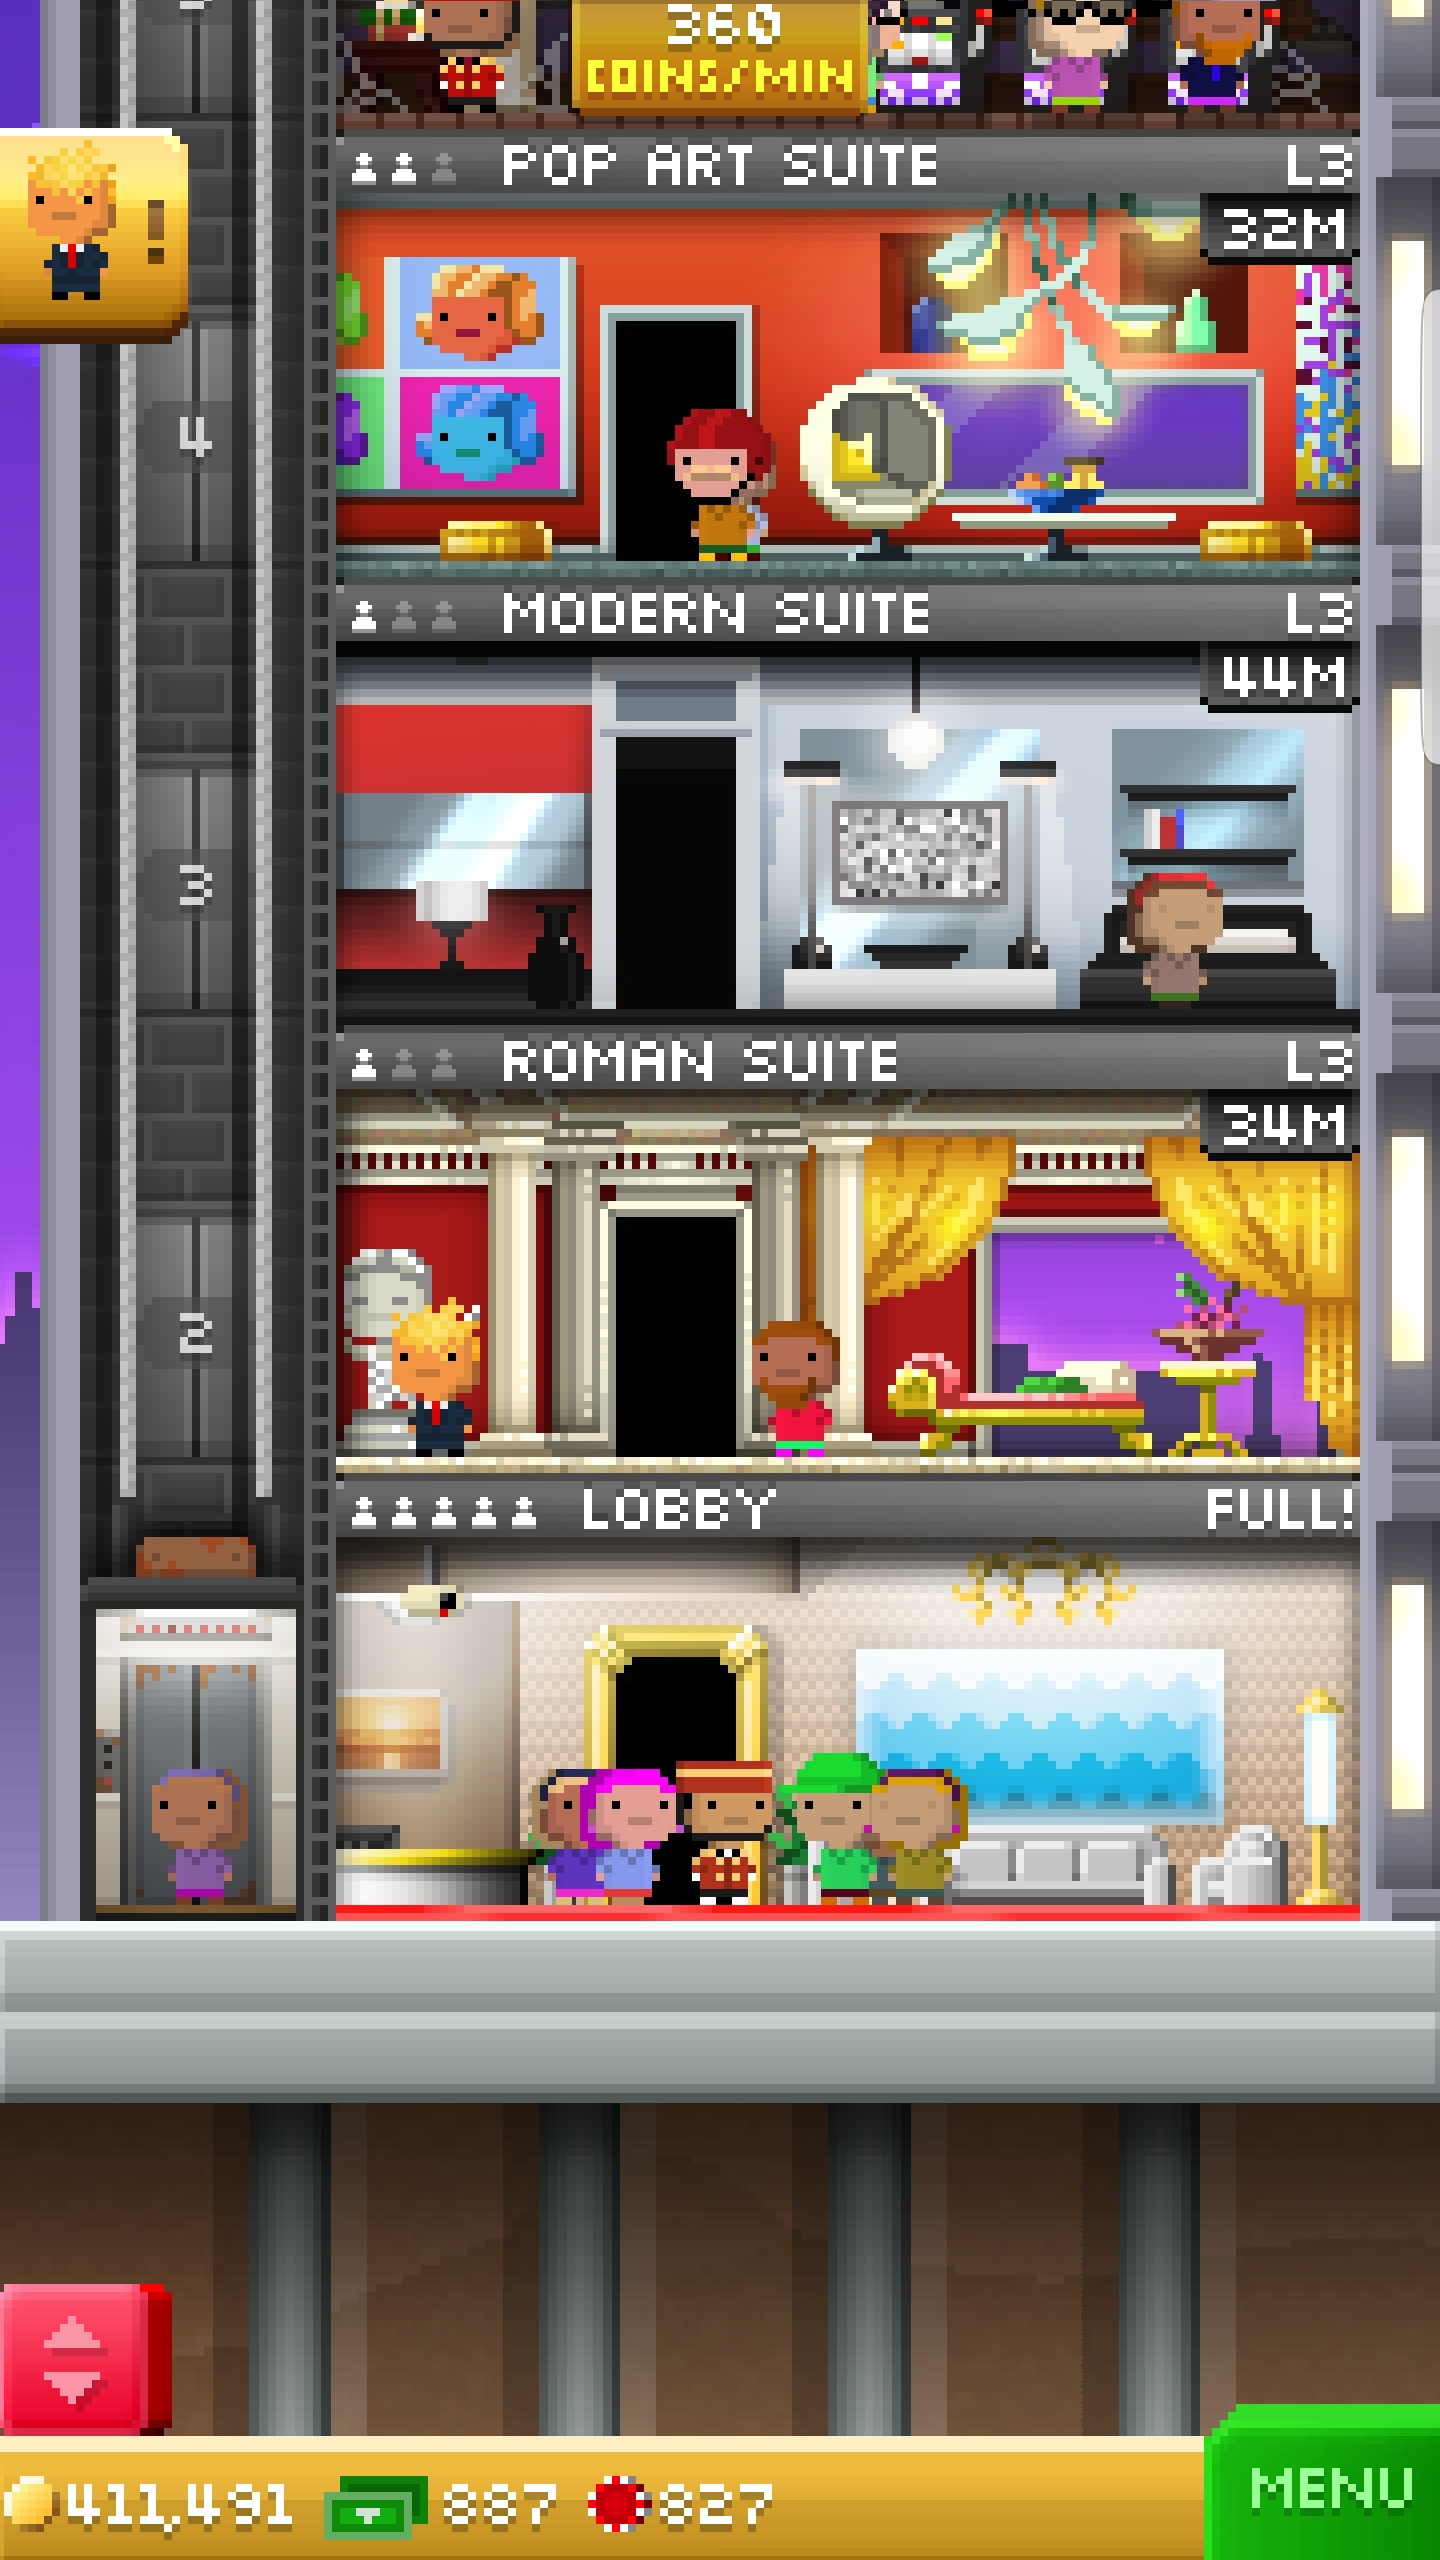 360
COINS/MIN
POP ART SUITE L3
32M
!
4
MODERN SUITE L3
44M
3
ROMAN SUITE L3
34M
2
LOBBY FULL!
411,491 887 827
MENU